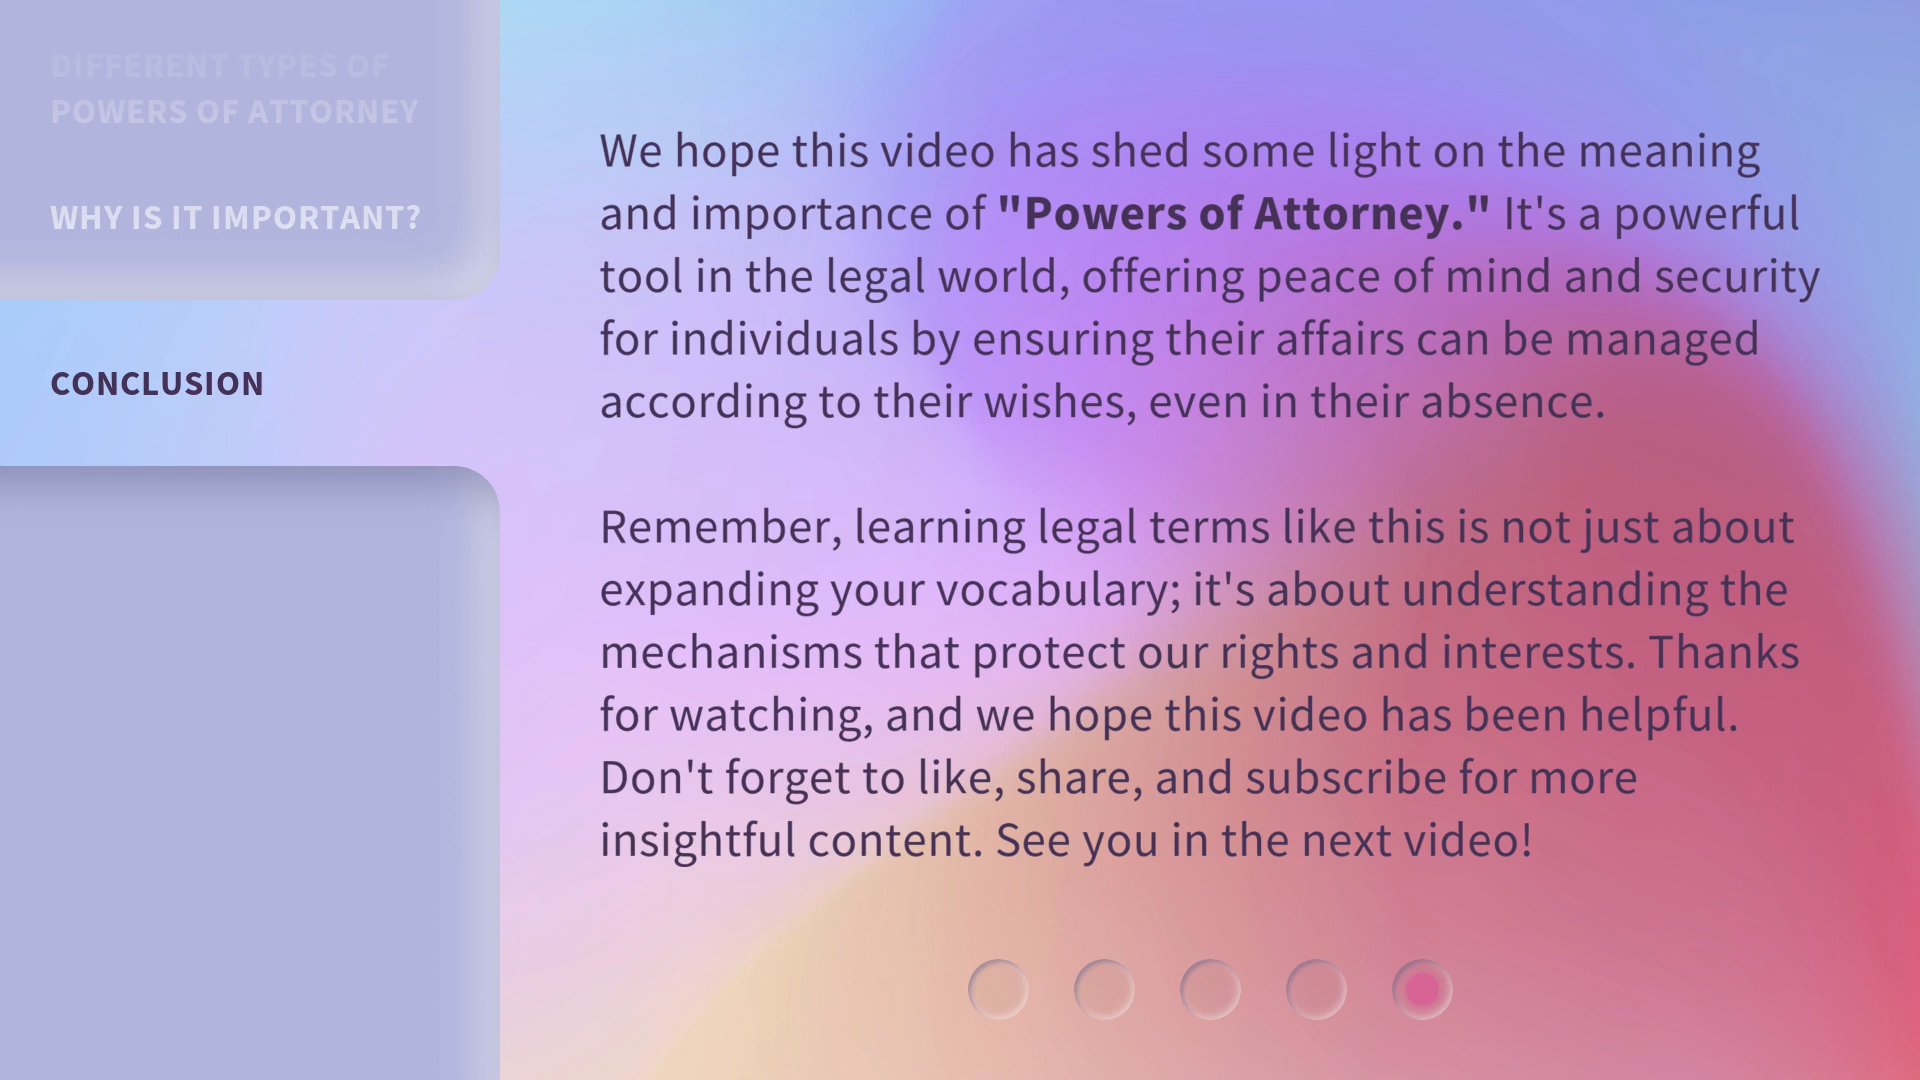 DIFFERENT TYPES OF
POWERS OF ATTORNEY
WHY IS IT IMPORTANT?
CONCLUSION
We hope this video has shed some light on the meaning
and importance of "Powers of Attorney." It's a powerful
tool in the legal world, offering peace of mind and security
for individuals by ensuring their affairs can be managed
according to their wishes, even in their absence.
Remember, learning legal terms like this is not just about
expanding your vocabulary; it's about understanding the
mechanisms that protect our rights and interests. Thanks
for watching, and we hope this video has been helpful.
Don't forget to like, share, and subscribe for more
insightful content. See you in the next video!